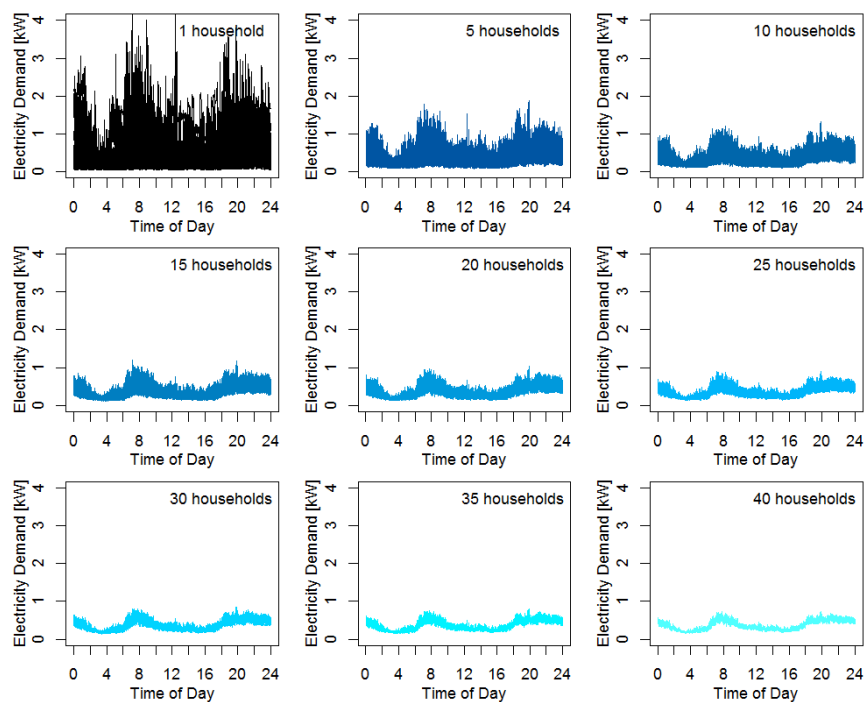 1 households
5 households
10 households
Electricity Demand [kW]
0 1 2 3 4
Electricity Demand [kW]
0 1 2 3 4
Electricity Demand [kW]
0 1 2 3 4
0 4 8 12 16 20 24
0 4 8 12 16 20 24
0 4 8 12 16 20 24
Time of Day
Time of Day
Time of Day
15 households
20 households
25 households
Electricity Demand [kW]
0 1 2 3 4
Electricity Demand [kW]
0 1 2 3 4
Electricity Demand [kW]
0 1 2 3 4
0 4 8 12 16 20 24
0 4 8 12 16 20 24
0 4 8 12 16 20 24
Time of Day
Time of Day
Time of Day
30 households
35 households
40 households
Electricity Demand [kW]
0 1 2 3 4
Electricity Demand [kW]
0 1 2 3 4
Electricity Demand [kW]
0 1 2 3 4
0 4 8 12 16 20 24
0 4 8 12 16 20 24
0 4 8 12 16 20 24
Time of Day
Time of Day
Time of Day